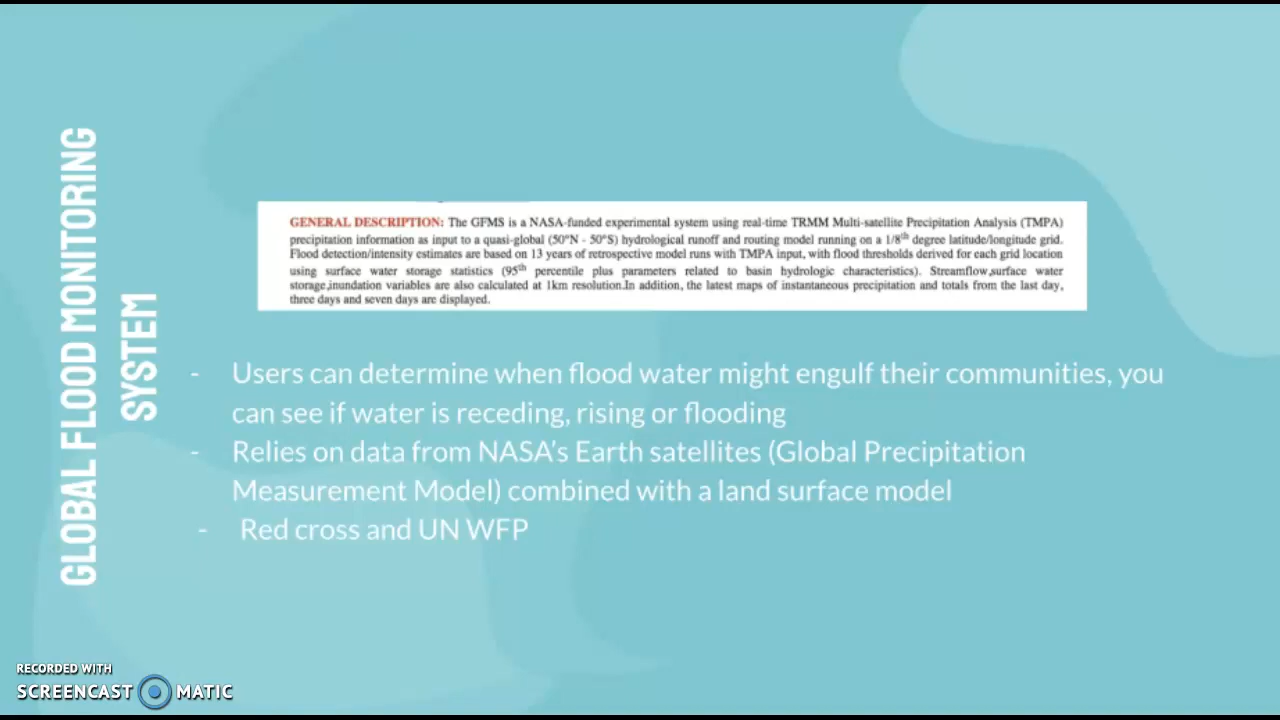 GLOBAL FLOOD MONITORING
SYSTEM
GENERAL DESCRIPTION: The GFMS is a NASA-funded experimental system using real-time TRMM Multi-satellite Precipitation Analysis (TMPA)
precipitation information as input to a quasi-global (50°N - 50°S) hydrological runoff and routing model running on a 1/8th degree latitude/longitude grid.
Flood detection/intensity estimates are based on 13 years of retrospective model runs with TMPA input, with flood thresholds derived for each grid location
using surface water storage statistics (95th percentile plus parameters related to basin hydrologic characteristics). Streamflow,surface water
storage,inundation variables are also calculated at 1km resolution.In addition, the latest maps of instantaneous precipitation and totals from the last day,
three days and seven days are displayed.
- Users can determine when flood water might engulf their communities, you
can see if water is receding, rising or flooding
- Relies on data from NASA's Earth satellites (Global Precipitation
Measurement Model) combined with a land surface model
- Red cross and UN WFP
RECORDED WITH
SCREENCAST MATIC